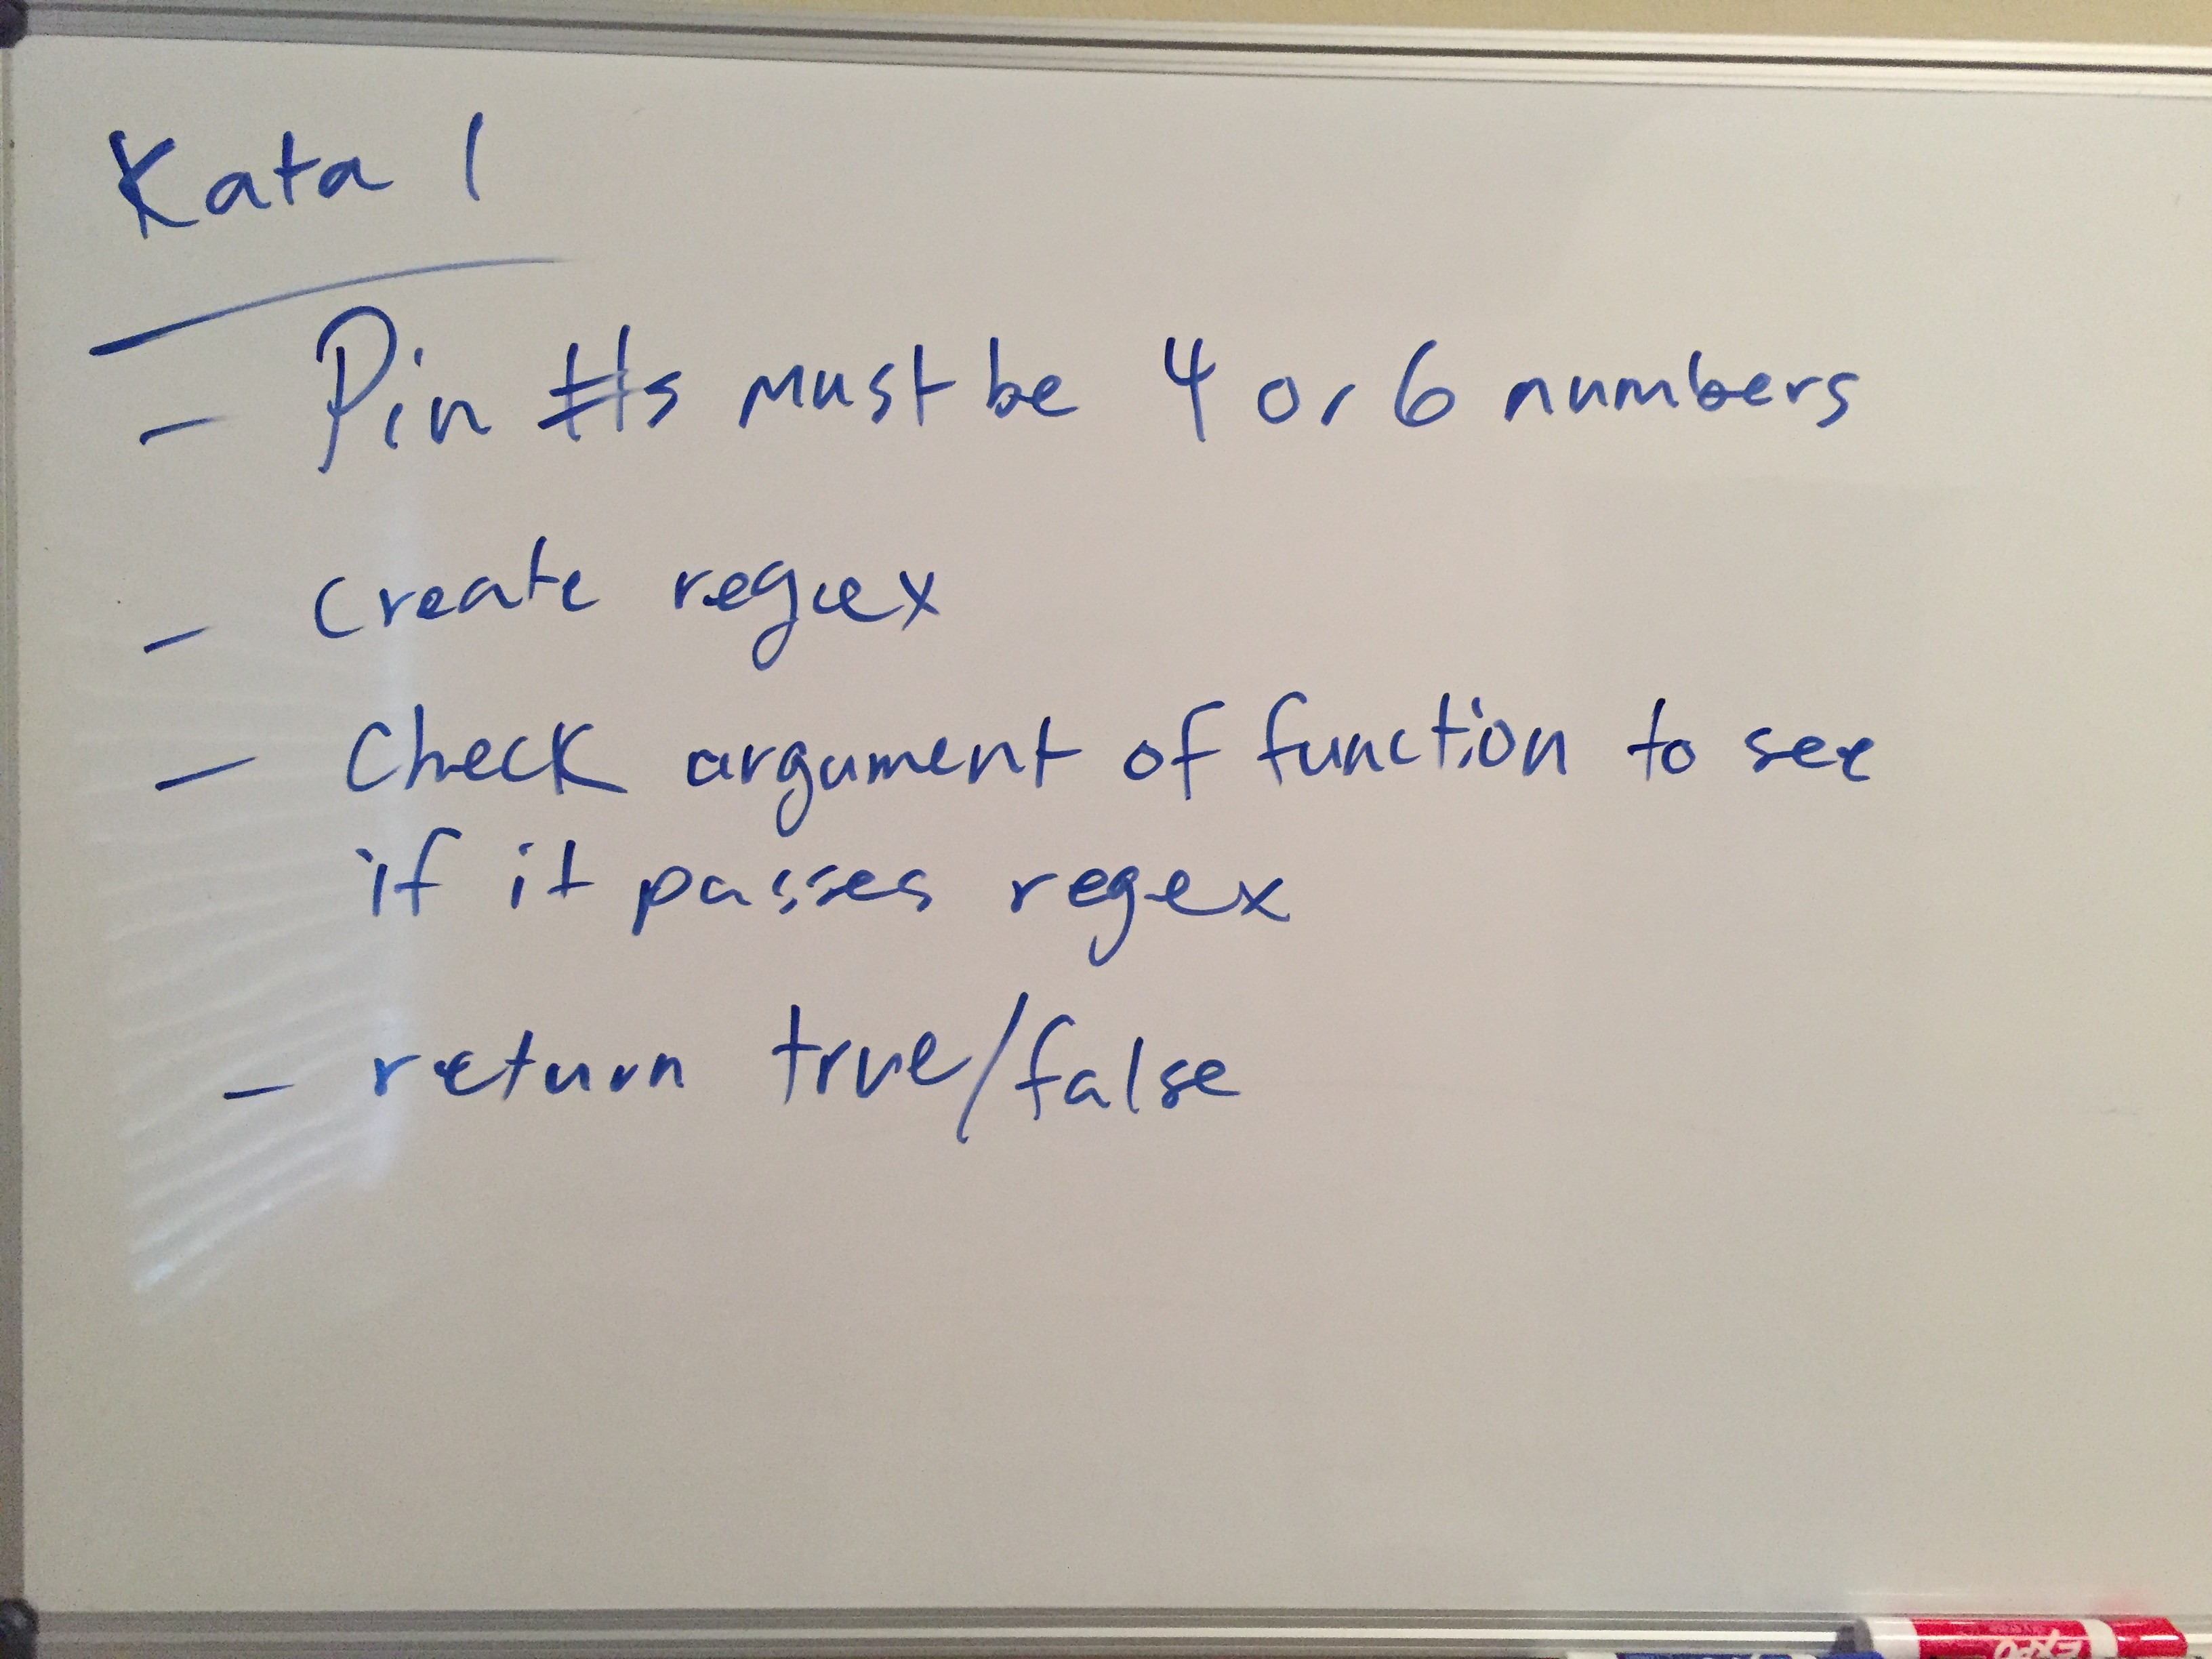 Kata 1
- Pin #s must be 4 or 6 numbers
- create regex
- Check argument of function to see
if it passes regex
- return true/false
EXPO